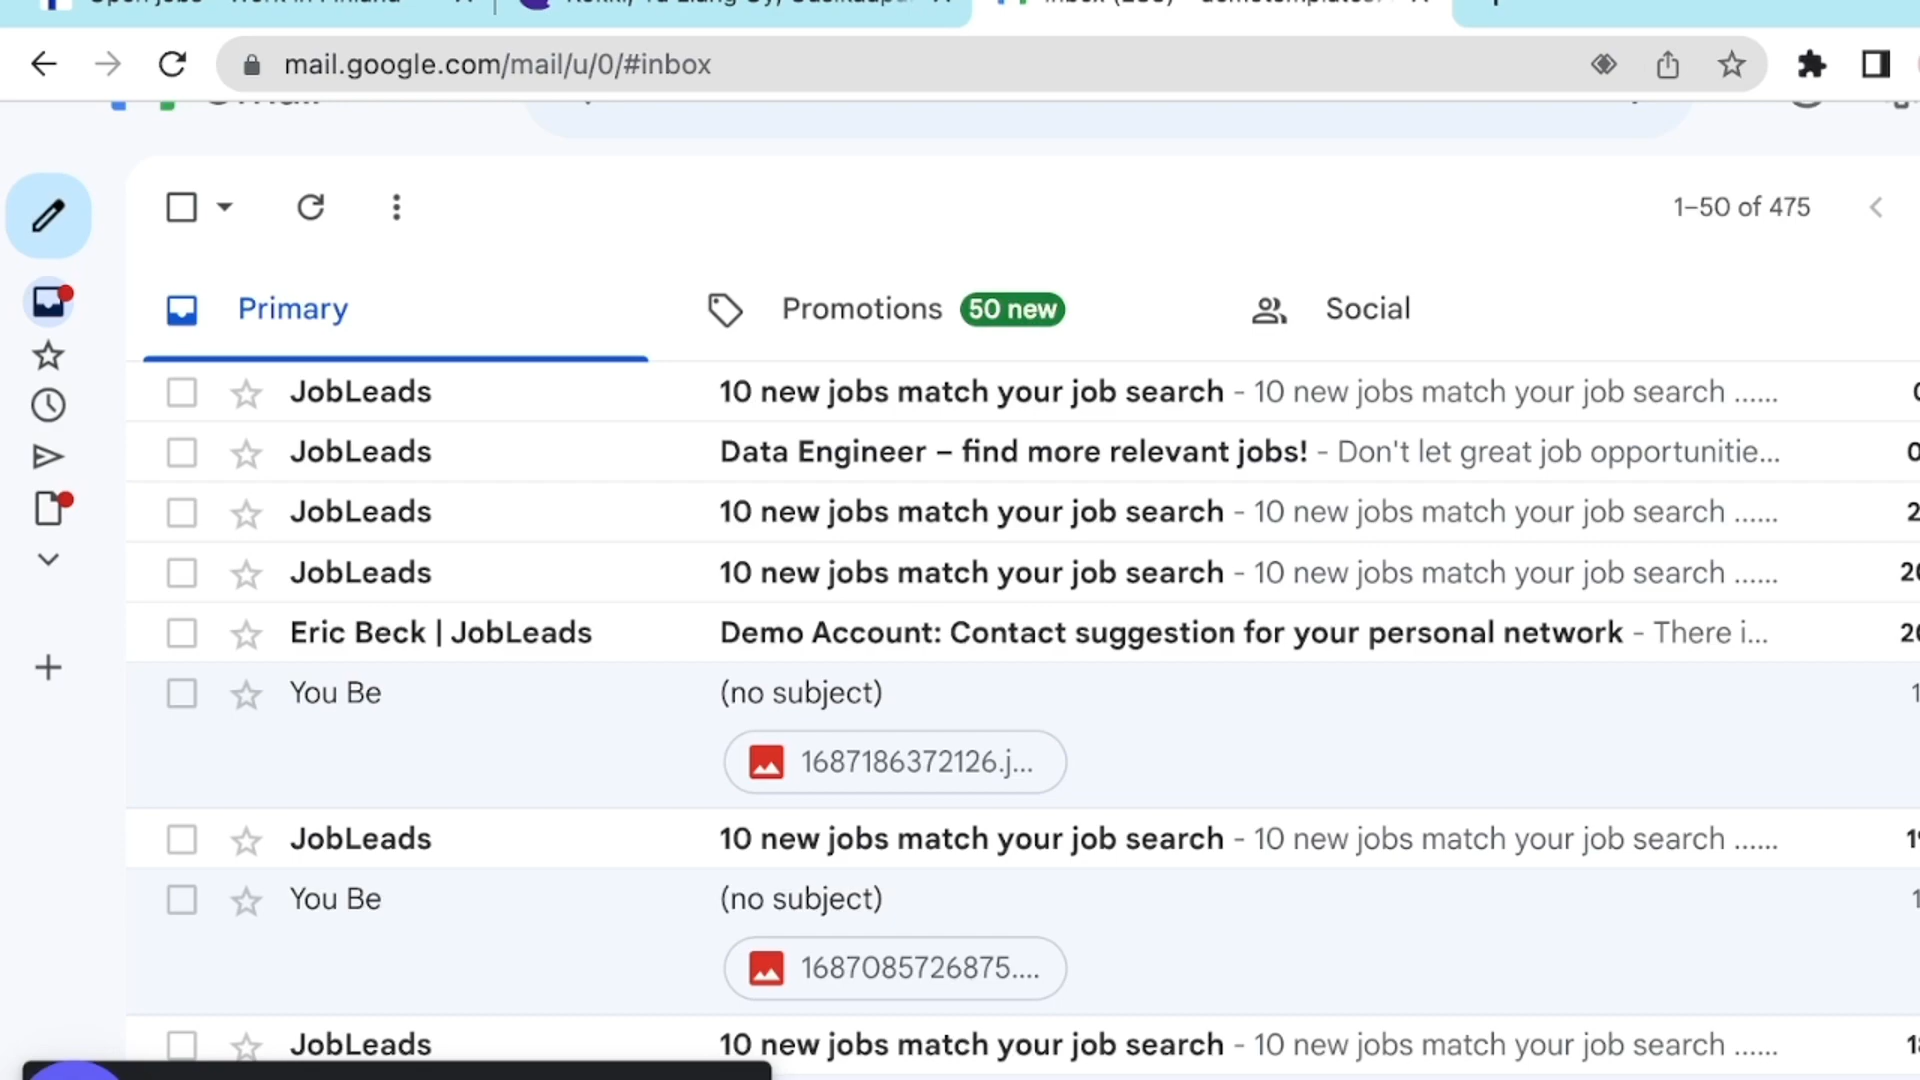 mail.google.com/mail/u/0/#inbox
1–50 of 475
Primary
Promotions 50 new
Social
JobLeads 10 new jobs match your job search - 10 new jobs match your job search ......
JobLeads Data Engineer – find more relevant jobs! - Don't let great job opportunitie...
JobLeads 10 new jobs match your job search - 10 new jobs match your job search ......
JobLeads 10 new jobs match your job search - 10 new jobs match your job search ......
Eric Beck | JobLeads Demo Account: Contact suggestion for your personal network - There i...
You Be (no subject)
1687186372126.j...
JobLeads 10 new jobs match your job search - 10 new jobs match your job search ......
You Be (no subject)
1687085726875....
JobLeads 10 new jobs match your job search - 10 new jobs match your job search ......